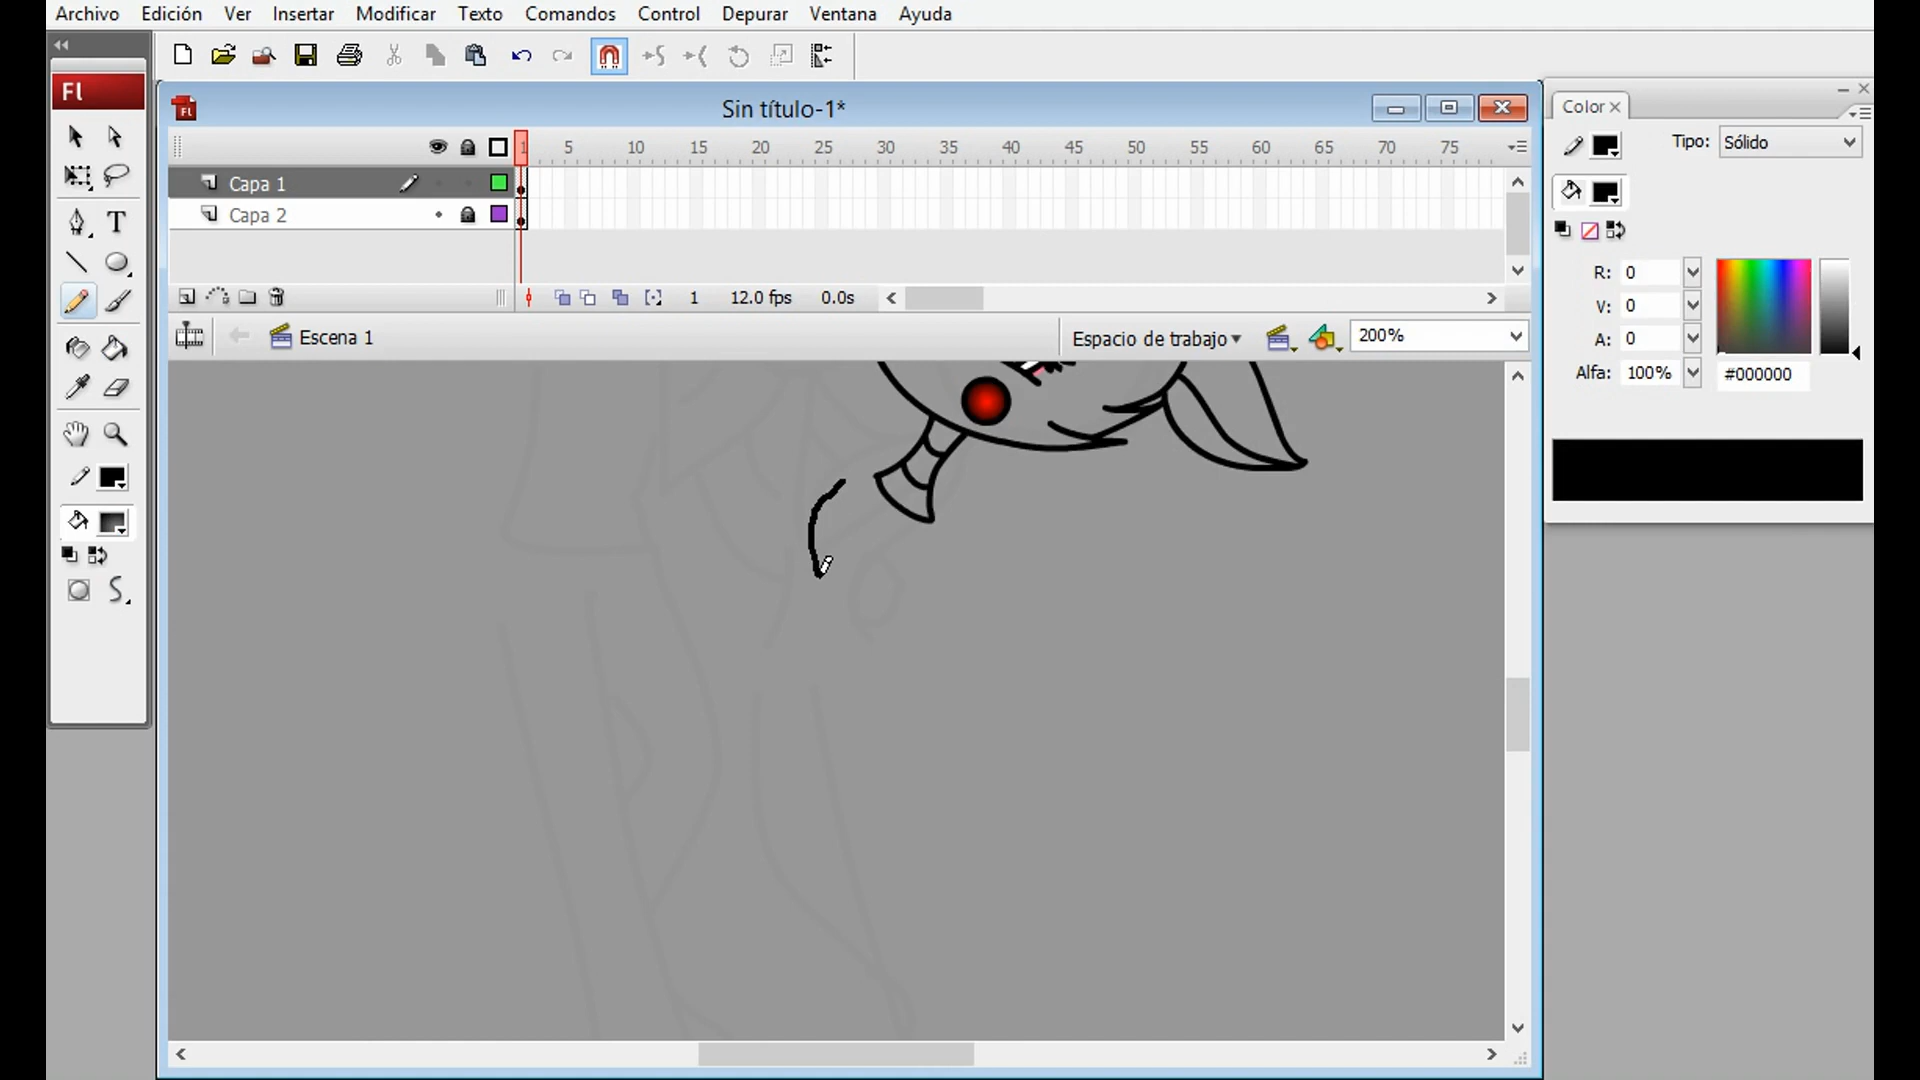 Archivo Edición Ver Insertar Modificar Texto Comandos Control Depurar Ventana Ayuda
Fl
Sin título-1*
1 5 10 15 20 25 30 35 40 45 50 55 60 65 70 75
Capa 1
Capa 2
1 12.0 fps 0.0s
Escena 1
Espacio de trabajo
200%
Color
Tipo: Sólido
R: 0
V: 0
A: 0
Alfa: 100% #000000
T